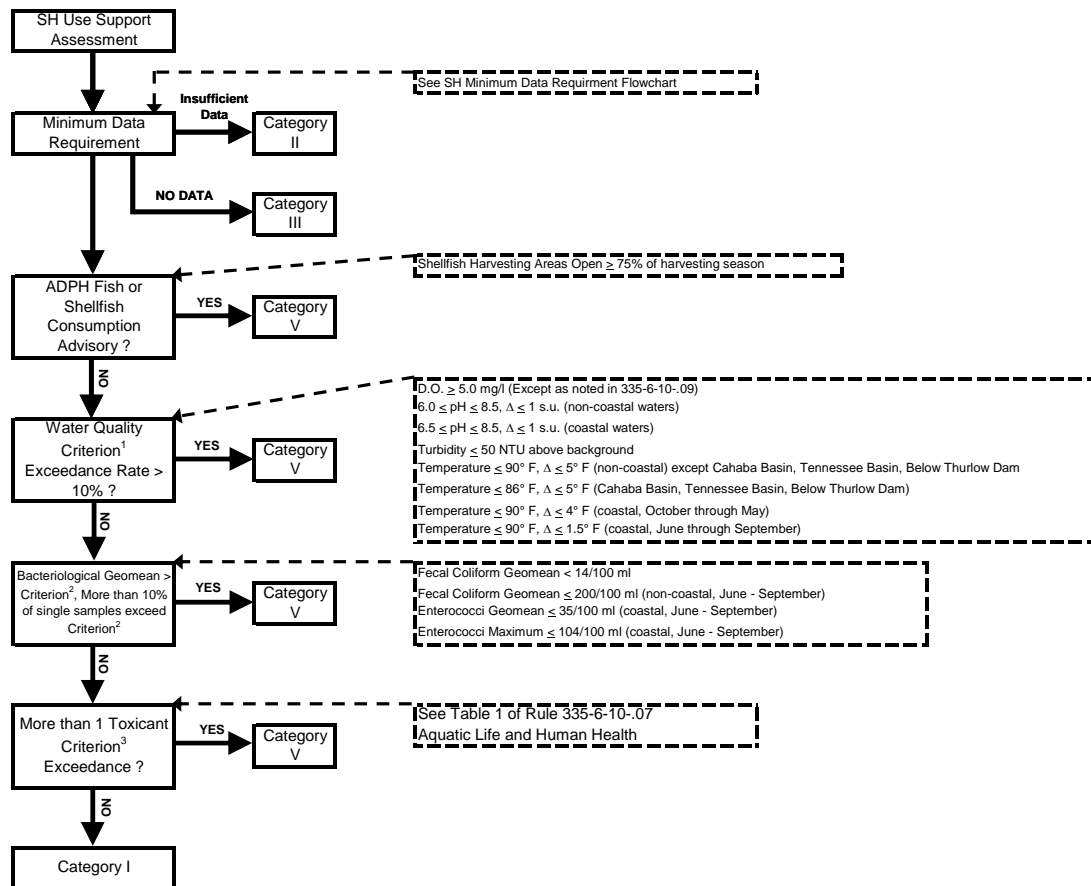 SH Use Support
Assessment
See SH Minimum Data Requirment Flowchart
Insufficient
Data
Minimum Data
Requirement
Category
II
NO DATA
Category
III
Shellfish Harvesting Areas Open ≥ 75% of harvesting season
ADPH Fish or
Shellfish
Consumption
Advisory ?
YES
Category
V
NO
D.O. ≥ 5.0 mg/l (Except as noted in 335-6-10-.09)
6.0 ≤ pH ≤ 8.5, Δ ≤ 1 s.u. (non-coastal waters)
6.5 ≤ pH ≤ 8.5, Δ ≤ 1 s.u. (coastal waters)
Turbidity ≤ 50 NTU above background
Temperature ≤ 90° F, Δ ≤ 5° F (non-coastal) except Cahaba Basin, Tennessee Basin, Below Thurlow Dam
Temperature ≤ 86° F, Δ ≤ 5° F (Cahaba Basin, Tennessee Basin, Below Thurlow Dam)
Temperature ≤ 90° F, Δ ≤ 4° F (coastal, October through May)
Temperature ≤ 90° F, Δ ≤ 1.5° F (coastal, June through September)
Water Quality
Criterion¹
Exceedance Rate >
10% ?
YES
Category
V
NO
Bacteriological Geomean >
Criterion², More than 10%
of single samples exceed
Criterion²
YES
Category
V
Fecal Coliform Geomean < 14/100 ml
Fecal Coliform Geomean ≤ 200/100 ml (non-coastal, June - September)
Enterococci Geomean ≤ 35/100 ml (coastal, June - September)
Enterococci Maximum ≤ 104/100 ml (coastal, June - September)
NO
More than 1 Toxicant
Criterion³
Exceedance ?
YES
Category
V
See Table 1 of Rule 335-6-10-.07
Aquatic Life and Human Health
NO
Category I